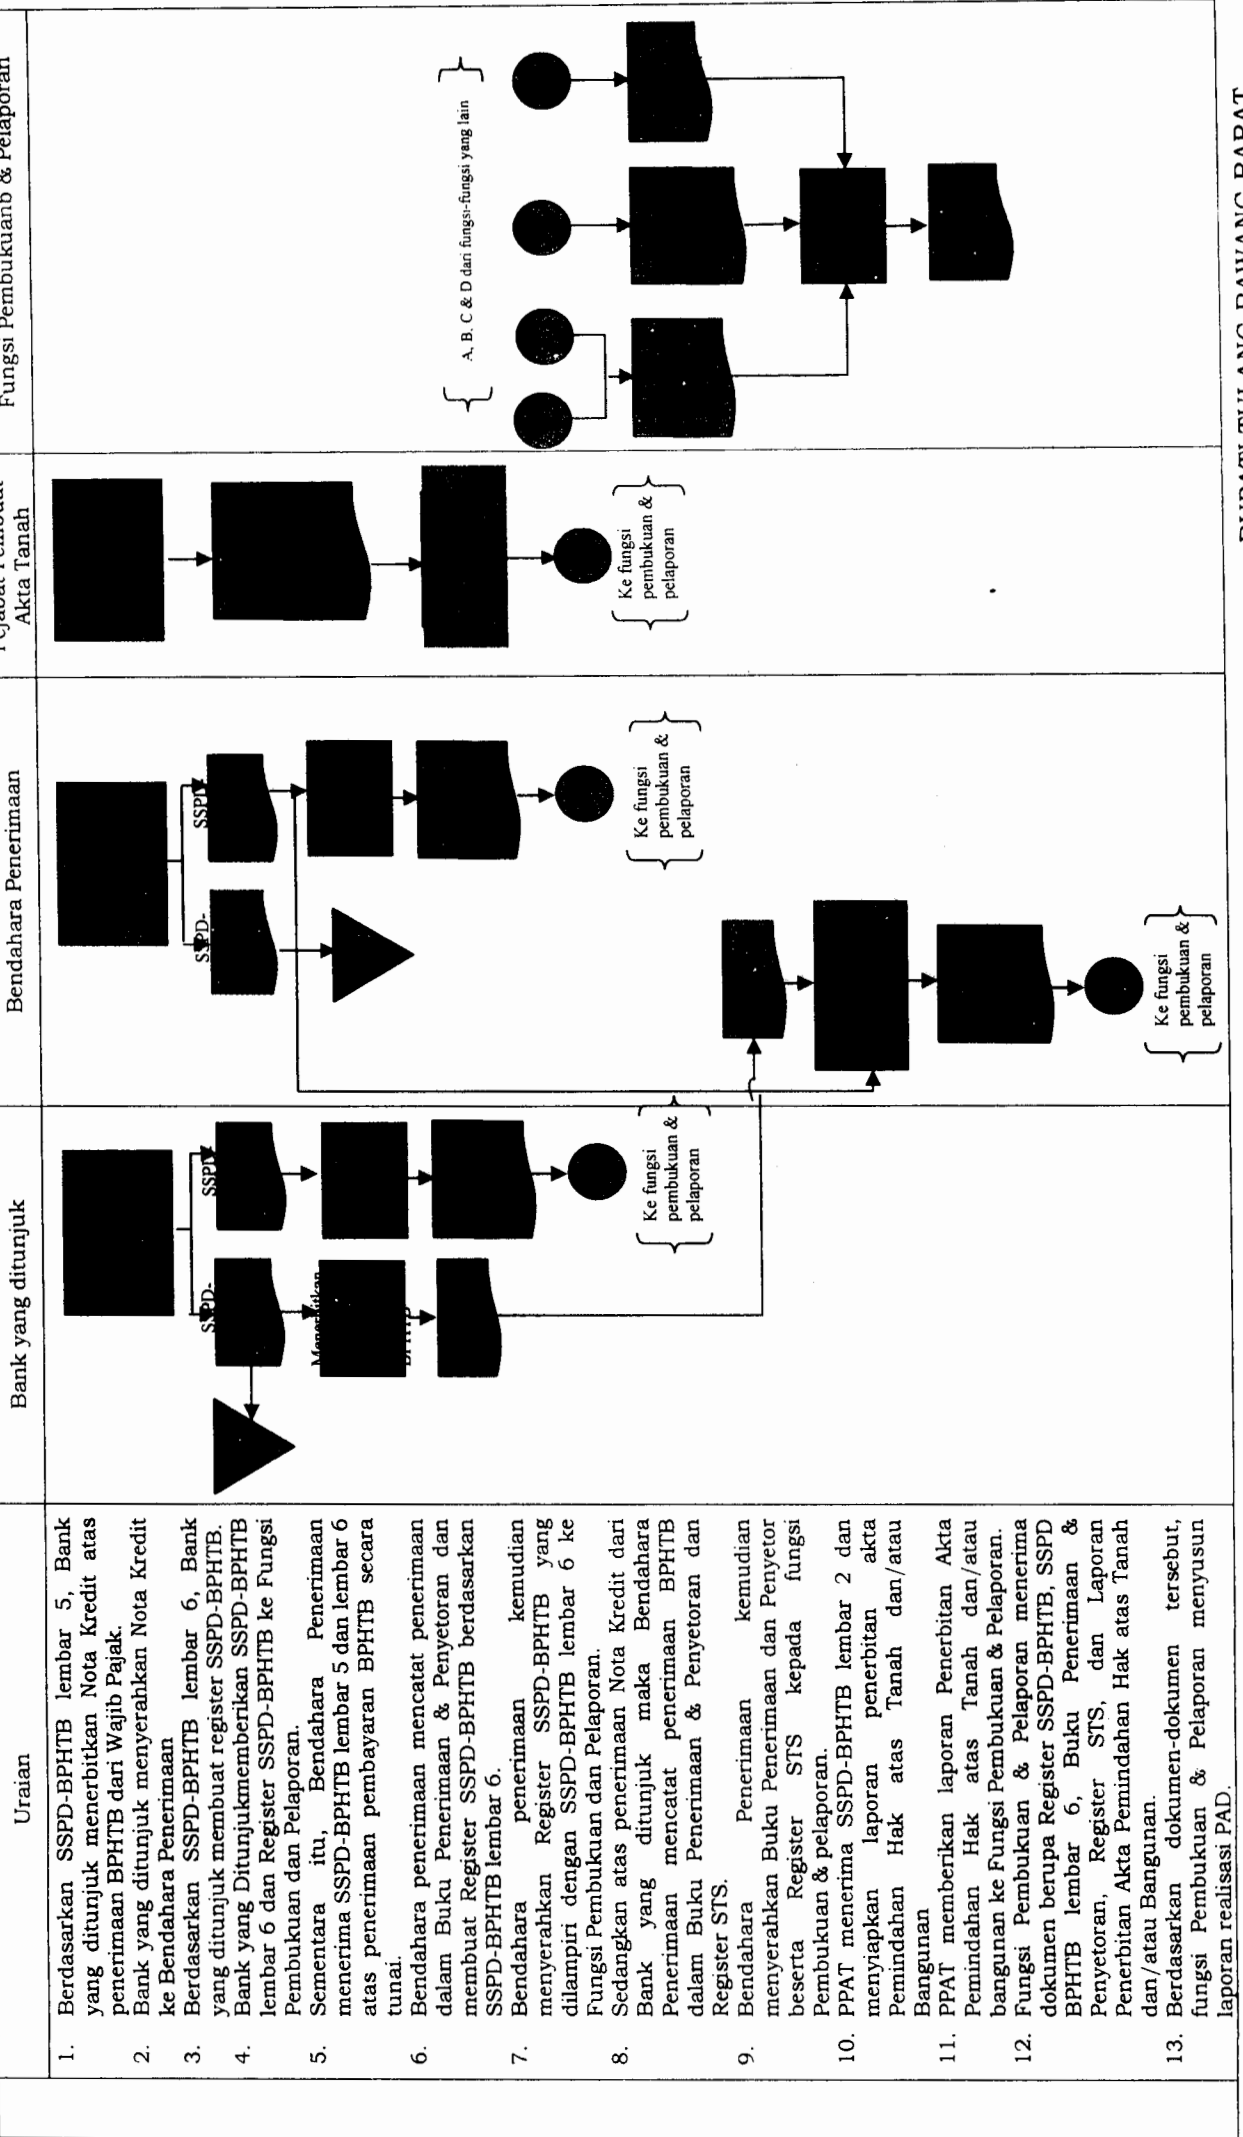 Uraian
Bank yang ditunjuk
Bendahara Penerimaan
Akta Tanah
Fungsi Pembukuanb & Pelaporan
1. Berdasarkan SSPD-BPHTB lembar 5, Bank
yang ditunjuk menerbitkan Nota Kredit atas
penerimaan BPHTB dari Wajib Pajak.
2. Bank yang ditunjuk menyerahkan Nota Kredit
ke Bendahara Penerimaan
3. Berdasarkan SSPD-BPHTB lembar 6, Bank
yang ditunjuk membuat register SSPD-BPHTB.
4. Bank yang Ditunjukmemberikan SSPD-BPHTB
lembar 6 dan Register SSPD-BPHTB ke Fungsi
Pembukuan dan Pelaporan.
5. Sementara itu, Bendahara Penerimaan
menerima SSPD-BPHTB lembar 5 dan lembar 6
atas penerimaan pembayaran BPHTB secara
tunai.
6. Bendahara penerimaan mencatat penerimaan
dalam Buku Penerimaan & Penyetoran dan
membuat Register SSPD-BPHTB berdasarkan
SSPD-BPHTB lembar 6.
7. Bendahara penerimaan kemudian
menyerahkan Register SSPD-BPHTB yang
dilampiri dengan SSPD-BPHTB lembar 6 ke
Fungsi Pembukuan dan Pelaporan.
8. Sedangkan atas penerimaan Nota Kredit dari
Bank yang ditunjuk maka Bendahara
Penerimaan mencatat penerimaan BPHTB
dalam Buku Penerimaan & Penyetoran dan
Register STS.
9. Bendahara Penerimaan kemudian
menyerahkan Buku Penerimaan dan Penyetor
beserta Register STS kepada fungsi
Pembukuan & pelaporan.
10. PPAT menerima SSPD-BPHTB lembar 2 dan
menyiapkan laporan penerbitan akta
Pemindahan Hak atas Tanah dan/atau
Bangunan
11. PPAT memberikan laporan Penerbitan Akta
Pemindahan Hak atas Tanah dan/atau
bangunan ke Fungsi Pembukuan & Pelaporan.
12. Fungsi Pembukuan & Pelaporan menerima
dokumen berupa Register SSPD-BPHTB, SSPD
BPHTB lembar 6, Buku Penerimaan &
Penyetoran, Register STS, dan Laporan
Penerbitan Akta Pemindahan Hak atas Tanah
dan/atau Bangunan.
13. Berdasarkan dokumen-dokumen tersebut,
fungsi Pembukuan & Pelaporan menyusun
laporan realisasi PAD.
SSPD-
SSPD-
Ke fungsi
pembukuan &
pelaporan
SSPD-
SSPD-
Ke fungsi
pembukuan &
pelaporan
Ke fungsi
pembukuan &
pelaporan
Ke fungsi
pembukuan &
pelaporan
A, B, C & D dari fungsi-fungsi yang lain